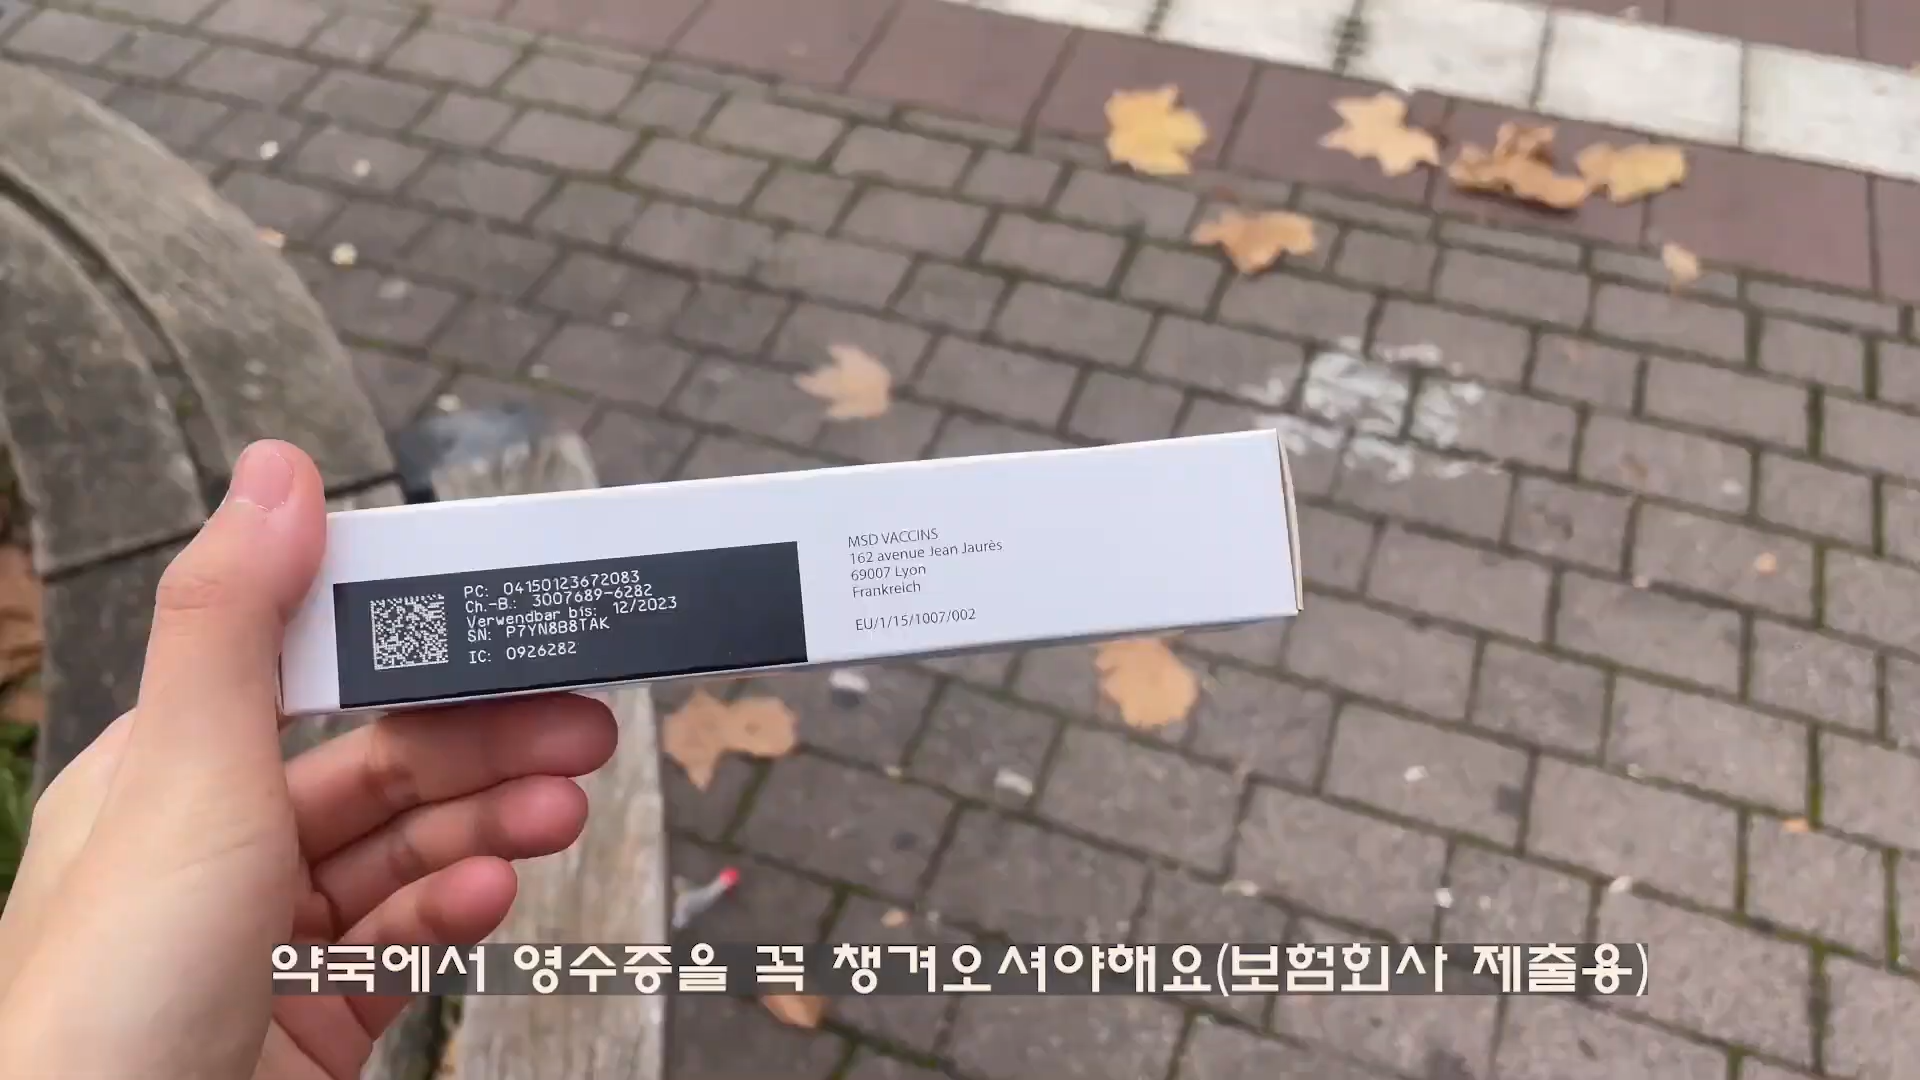 PC: 04150123672083
Ch.-B.: 3007689-6282
Verwendbar bis: 12/2023
SN: P7YN8B8TAK
IC: 0926282
MSD VACCINS
162 avenue Jean Jaurès
69007 Lyon
Frankreich
EU/1/15/1007/002
약국에서 영수증을 꼭 챙겨오셔야해요(보험회사 제출용)